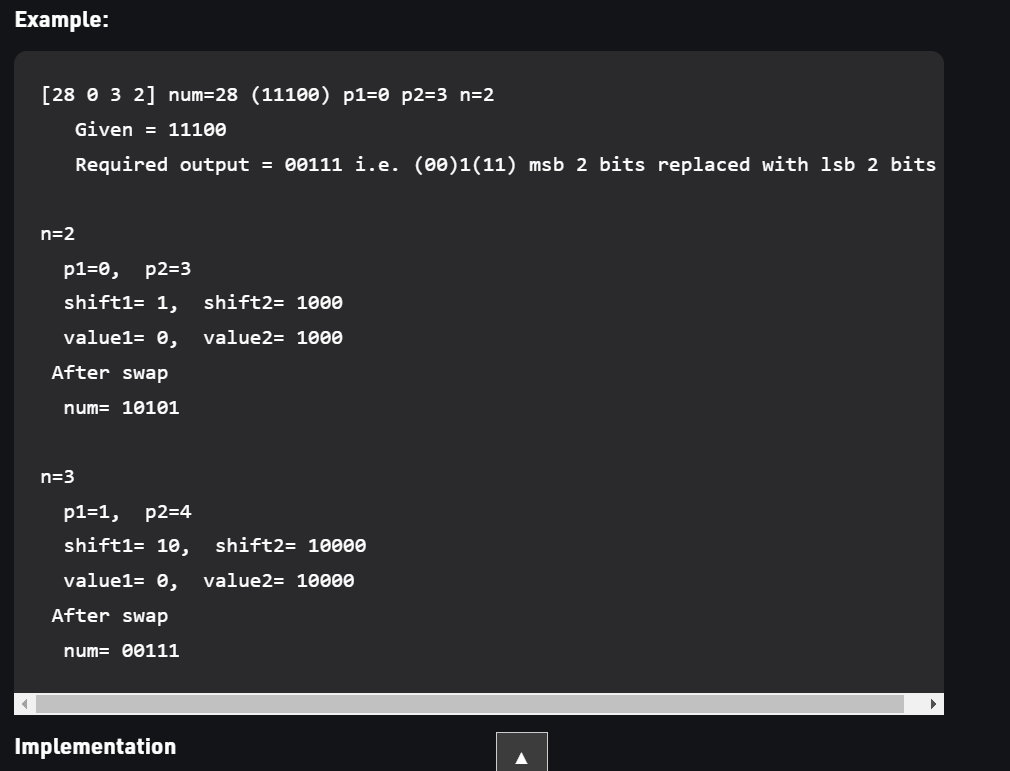 Example:
[28 0 3 2] num=28 (11100) p1=0 p2=3 n=2
Given = 11100
Required output = 00111 i.e. (00)1(11) msb 2 bits replaced with lsb 2 bits
n=2
p1=0, p2=3
shift1= 1, shift2= 1000
value1= 0, value2= 1000
After swap
num= 10101
n=3
p1=1, p2=4
shift1= 10, shift2= 10000
value1= 0, value2= 10000
After swap
num= 00111
Implementation